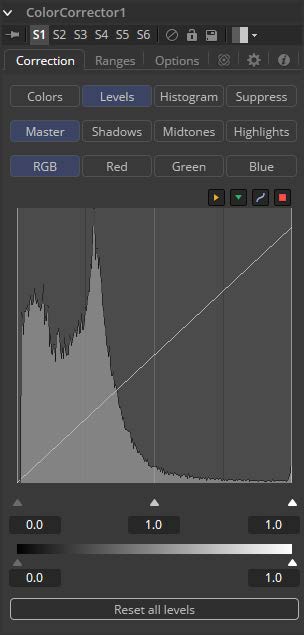 ColorCorrector1
S1 S2 S3 S4 S5 S6
Correction Ranges Options
Colors Levels Histogram Suppress
Master Shadows Midtones Highlights
RGB Red Green Blue
0.0 1.0 1.0
0.0 1.0
Reset all levels